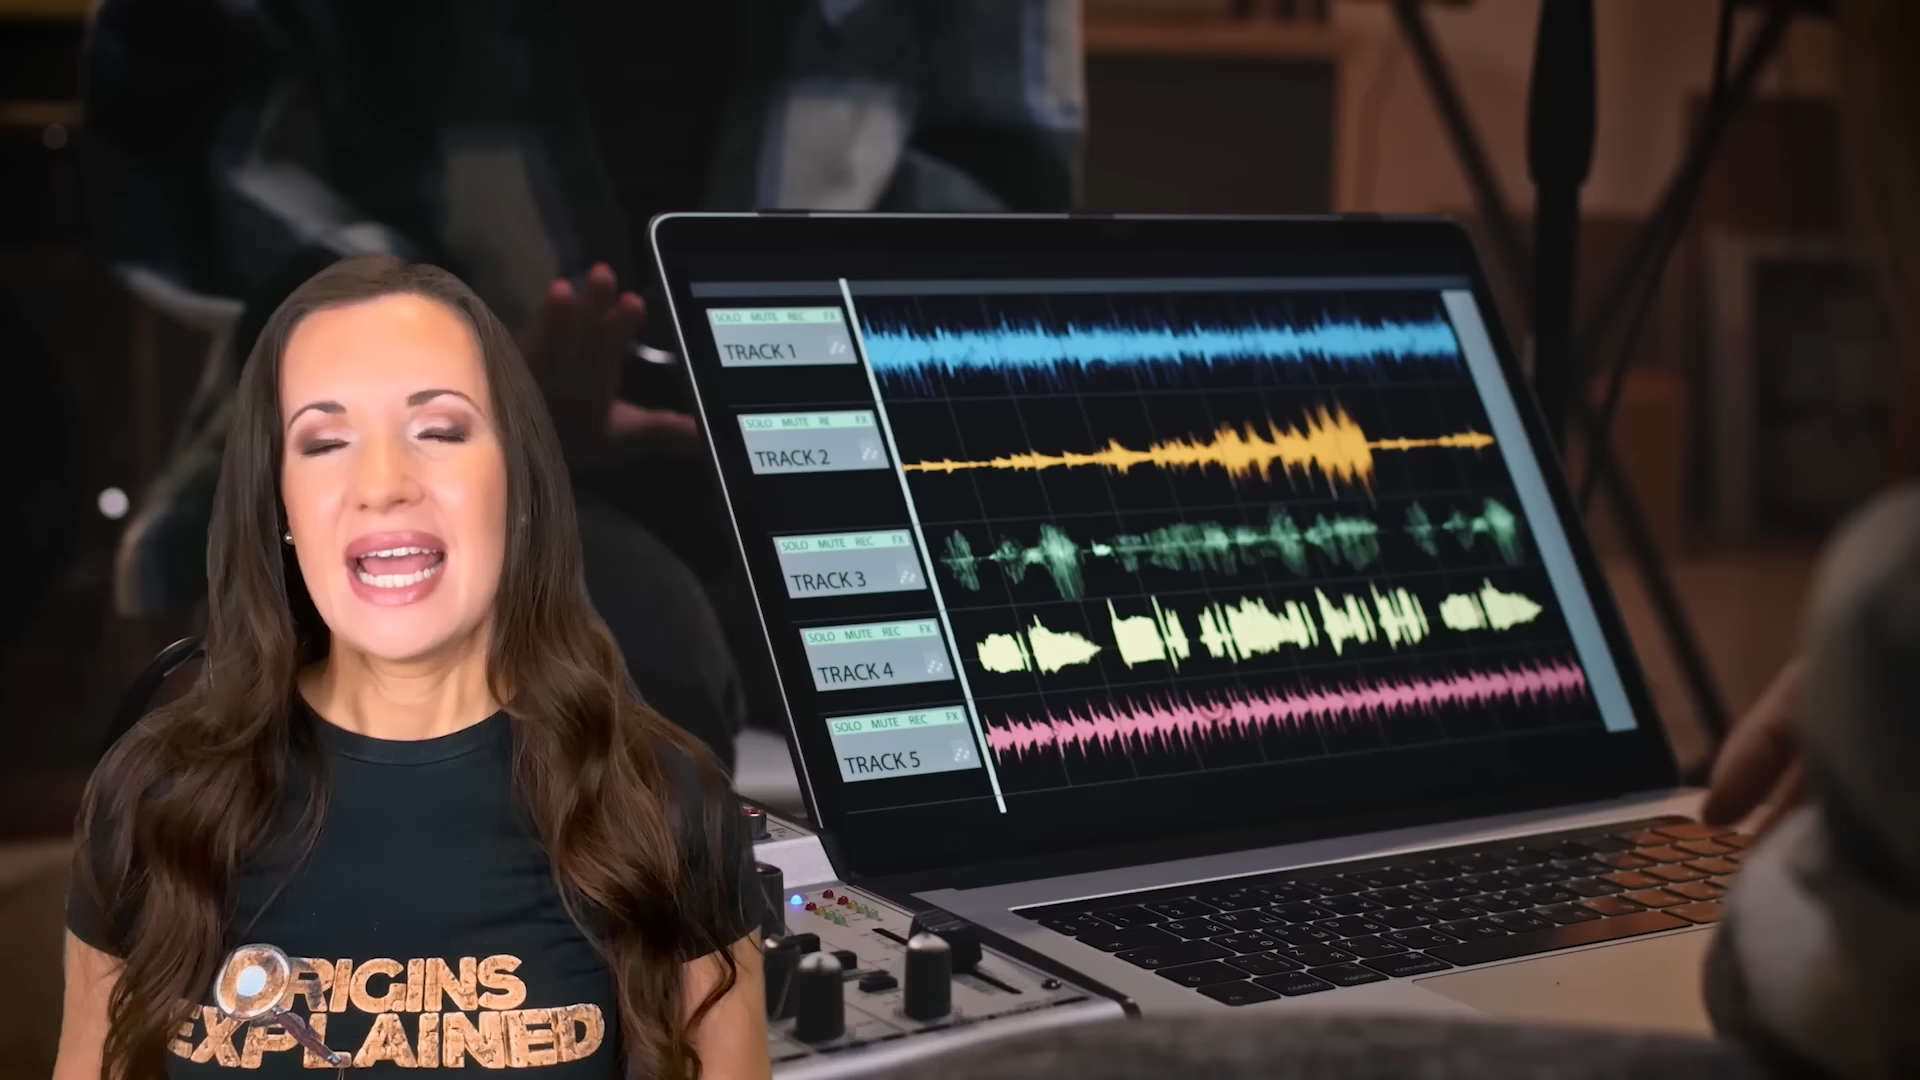 SOLO MUTE REC FX
TRACK 1
SOLO MUTE RE FX
TRACK 2
SOLO MUTE REC FX
TRACK 3
SOLO MUTE REC FX
TRACK 4
SOLO MUTE REC FX
TRACK 5
ORIGINS
EXPLAINED